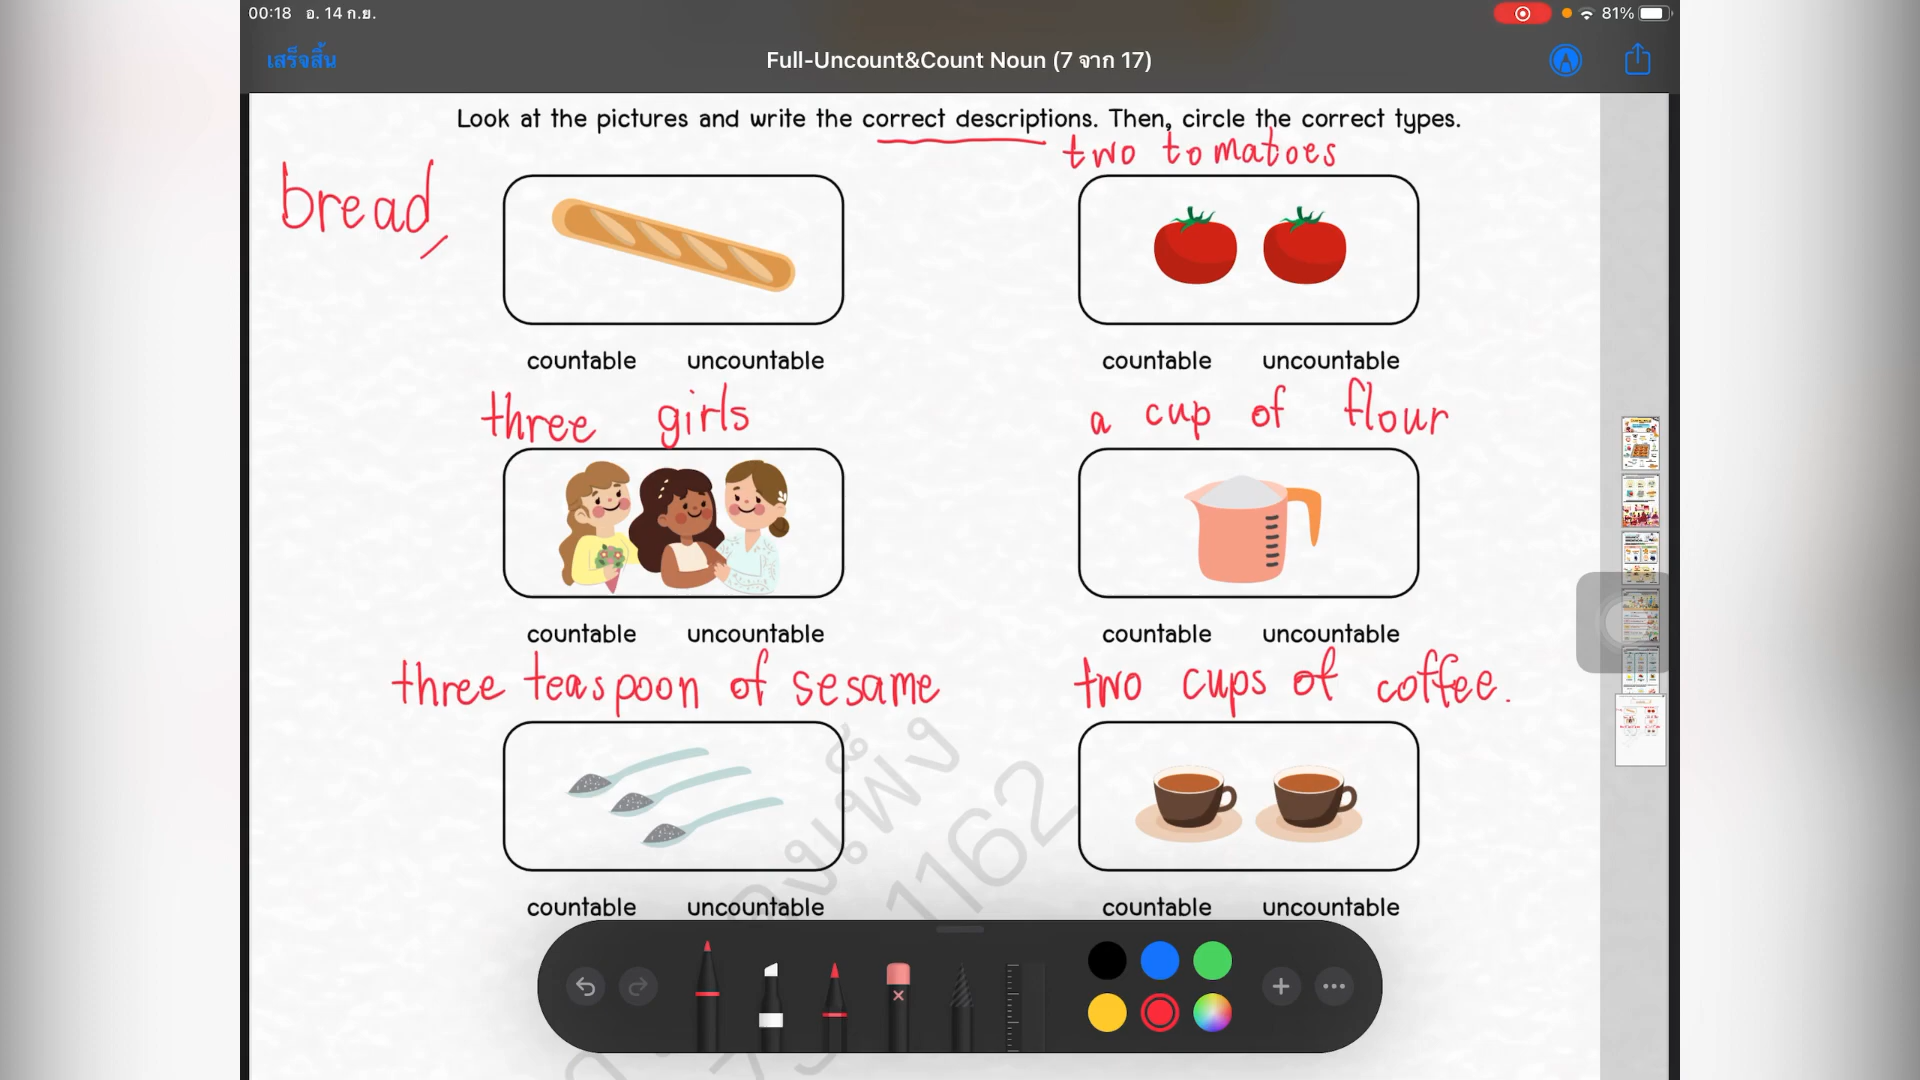 00:18 อ. 14 ก.ย. 81%
เสร็จสิ้น Full-Uncount&Count Noun (7 จาก 17)
Look at the pictures and write the correct descriptions. Then, circle the correct types.
two tomatoes
bread,
countable uncountable countable uncountable
three girls a cup of flour
countable uncountable countable uncountable
three teaspoon of sesame two cups of coffee.
1162
countable uncountable countable uncountable